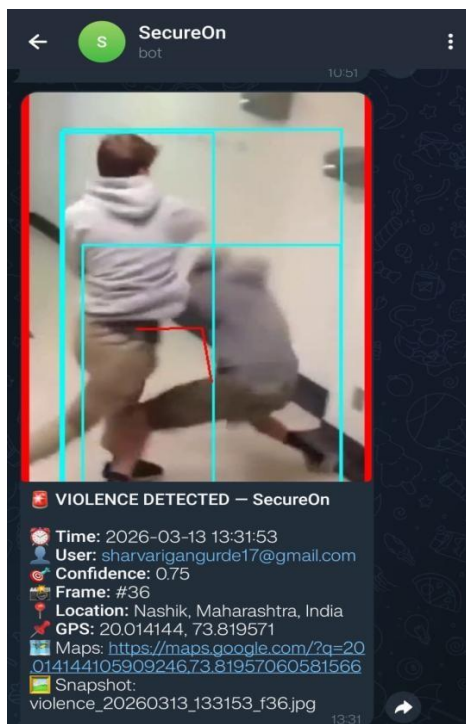 SecureOn
S
bot
10:51
VIOLENCE DETECTED – SecureOn
Time: 2026-03-13 13:31:53
User: sharvarigangurde17@gmail.com
Confidence: 0.75
Frame: #36
Location: Nashik, Maharashtra, India
GPS: 20.014144, 73.819571
Maps: https://maps.google.com/?q=20
.014144105909246,73.81957060581566
Snapshot:
violence_20260313_133153_f36.jpg
13:31